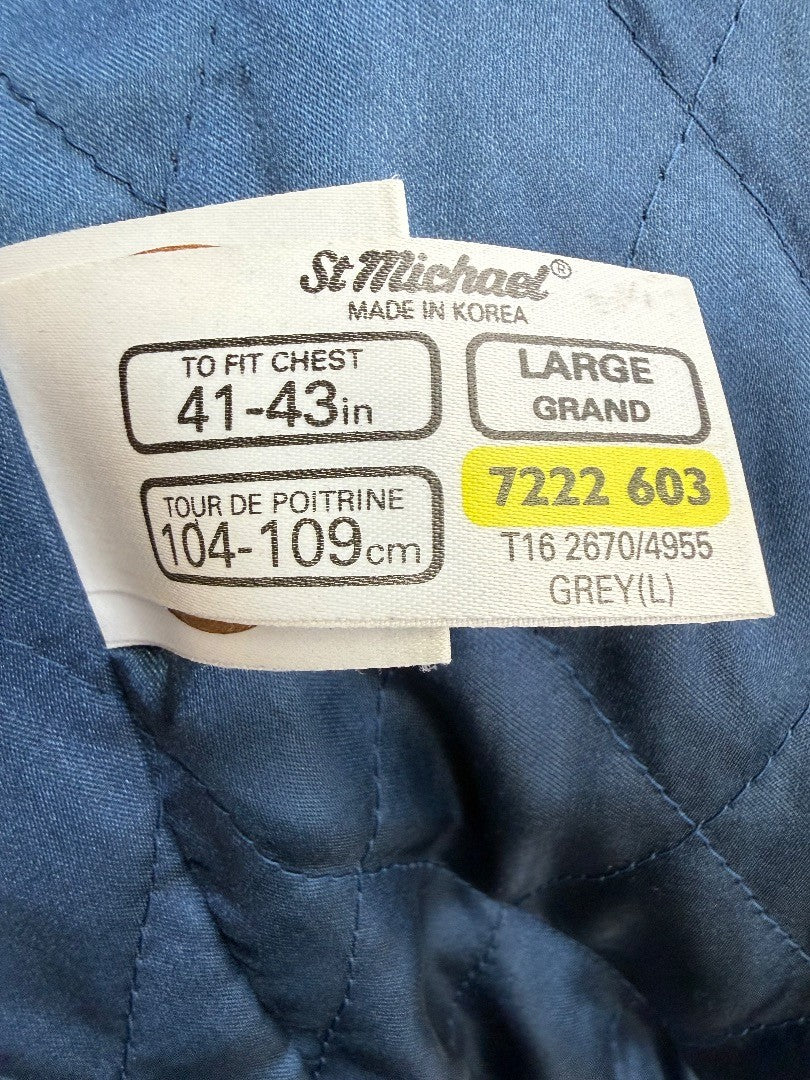 St Michael®
MADE IN KOREA
TO FIT CHEST
41-43in
LARGE
GRAND
TOUR DE POITRINE
104-109cm
7222 603
T16 2670/4955
GREY(L)